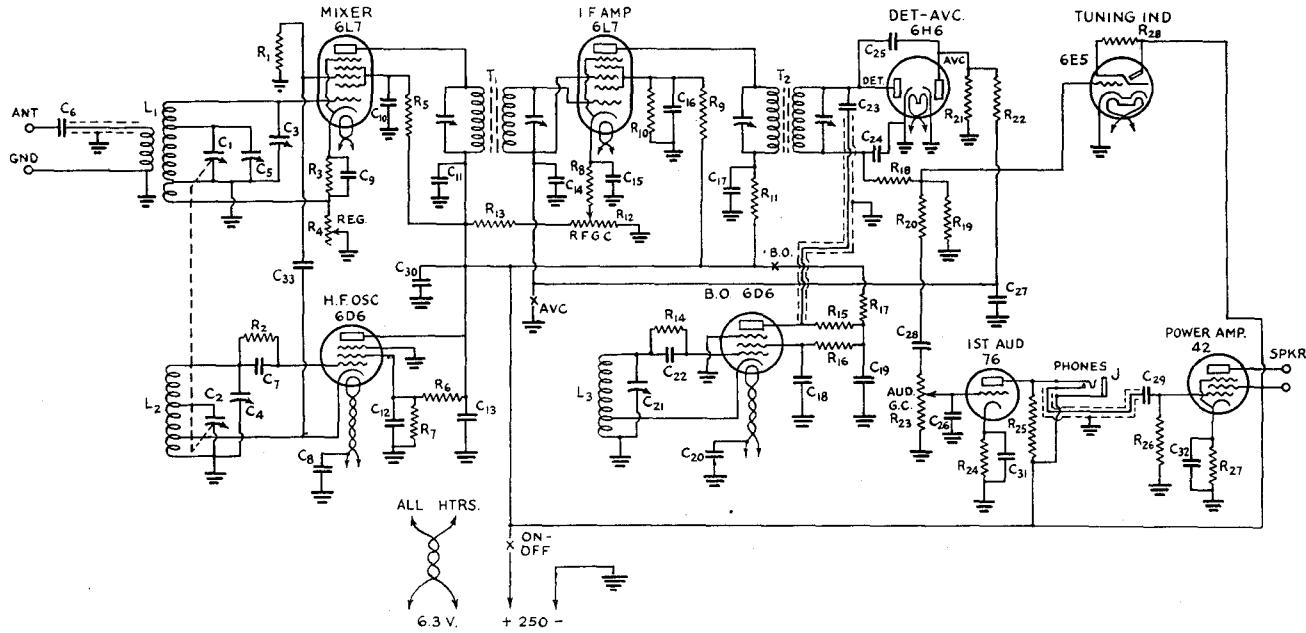 MIXER
6L7
I F AMP
6L7
DET-AVC.
6H6
TUNING IND
R28
6E5
R1
C25
AVC
DET.
ANT
C6
L1
C10
R5
T1
C16
R9
T2
C23
R21
R22
C1
C3
C5
R10
C24
GND
R3
C9
C11
C14
R8
C15
C17
R11
R18
R4
REG.
R13
R12
RFGC
R20
R19
C33
C30
B.O.
H.F. OSC
6D6
AVC
B.O. 6D6
C27
R2
R14
R15
R17
R16
C28
1ST AUD
76
POWER AMP.
42
C7
C22
C19
PHONES
J
C29
SPKR
L2
C2
C4
R6
C12
R7
C13
L3
C21
C18
AUD.
G.C.
R23
C26
R25
C8
C20
R24
C31
R26
C32
R27
ALL HTRS.
ON-
OFF
6.3 V.
+ 250 -